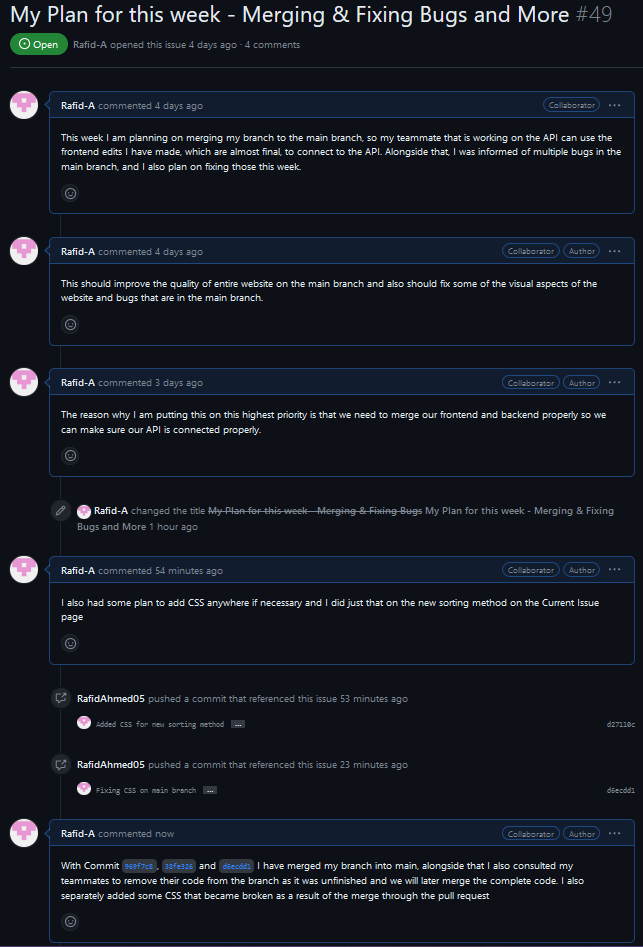 My Plan for this week - Merging & Fixing Bugs and More #49
Open Rafid-A opened this issue 4 days ago · 4 comments
Rafid-A commented 4 days ago Collaborator ...
This week I am planning on merging my branch to the main branch, so my teammate that is working on the API can use the
frontend edits I have made, which are almost final, to connect to the API. Alongside that, I was informed of multiple bugs in the
main branch, and I also plan on fixing those this week.
Rafid-A commented 4 days ago Collaborator Author ...
This should improve the quality of entire website on the main branch and also should fix some of the visual aspects of the
website and bugs that are in the main branch.
Rafid-A commented 3 days ago Collaborator Author ...
The reason why I am putting this on this highest priority is that we need to merge our frontend and backend properly so we
can make sure our API is connected properly.
Rafid-A changed the title My Plan for this week - Merging & Fixing Bugs My Plan for this week - Merging & Fixing
Bugs and More 1 hour ago
Rafid-A commented 54 minutes ago Collaborator Author ...
I also had some plan to add CSS anywhere if necessary and I did just that on the new sorting method on the Current Issue
page
RafidAhmed05 pushed a commit that referenced this issue 53 minutes ago
Added CSS for new sorting method ... d27110c
RafidAhmed05 pushed a commit that referenced this issue 23 minutes ago
Fixing CSS on main branch ... d6ecdd1
Rafid-A commented now Collaborator Author ...
With Commit 969f7c8, 38fe326 and d6ecdd1 I have merged my branch into main, alongside that I also consulted my
teammates to remove their code from the branch as it was unfinished and we will later merge the complete code. I also
separately added some CSS that became broken as a result of the merge through the pull request